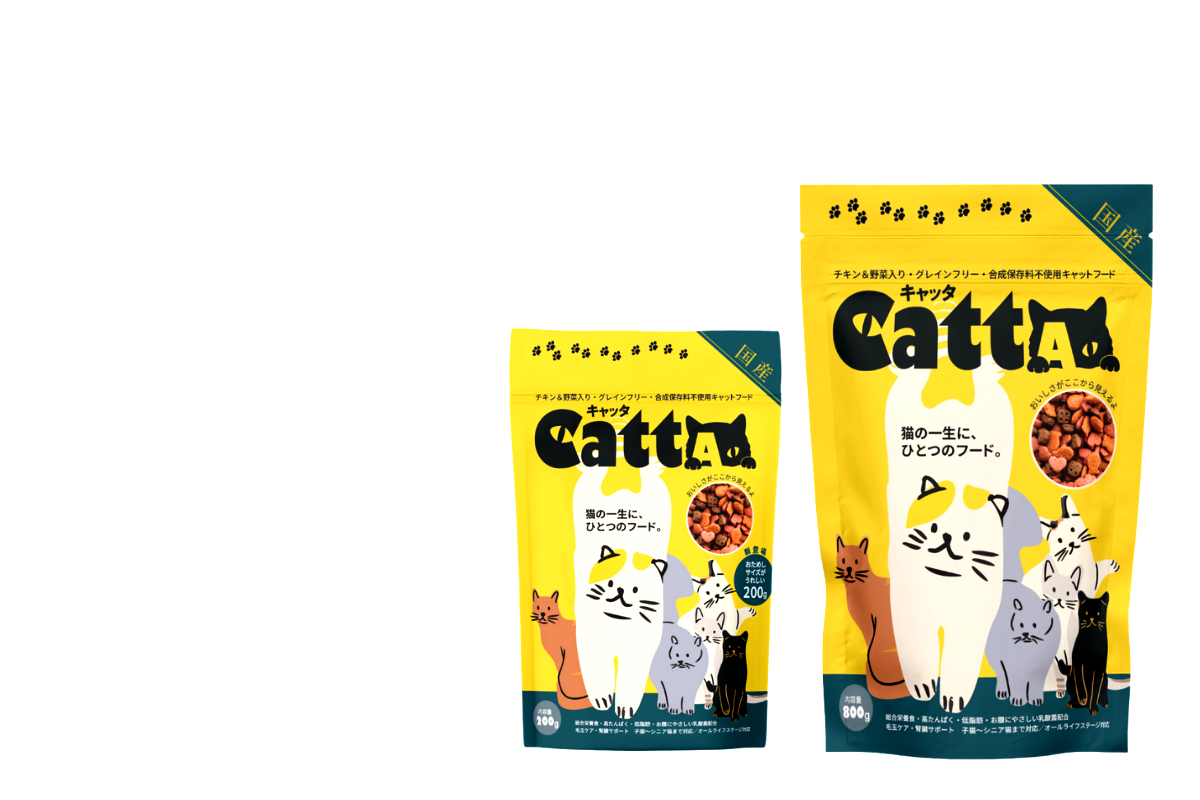 国産
チキン＆野菜入り・グレインフリー・合成保存料不使用キャットフード
キャッタ
CattA
おいしさがここから見えるよ
猫の一生に、
ひとつのフード。
新登場
おためし
サイズが
うれしい
200g
内容量
200g
総合栄養食・高たんぱく・低脂肪・お腹にやさしい乳酸菌配合
毛玉ケア・腎臓サポート 子猫～シニア猫まで対応／オールライフステージ対応
国産
チキン＆野菜入り・グレインフリー・合成保存料不使用キャットフード
キャッタ
CattA
おいしさがここから見えるよ
猫の一生に、
ひとつのフード。
内容量
800g
総合栄養食・高たんぱく・低脂肪・お腹にやさしい乳酸菌配合
毛玉ケア・腎臓サポート 子猫～シニア猫まで対応／オールライフステージ対応